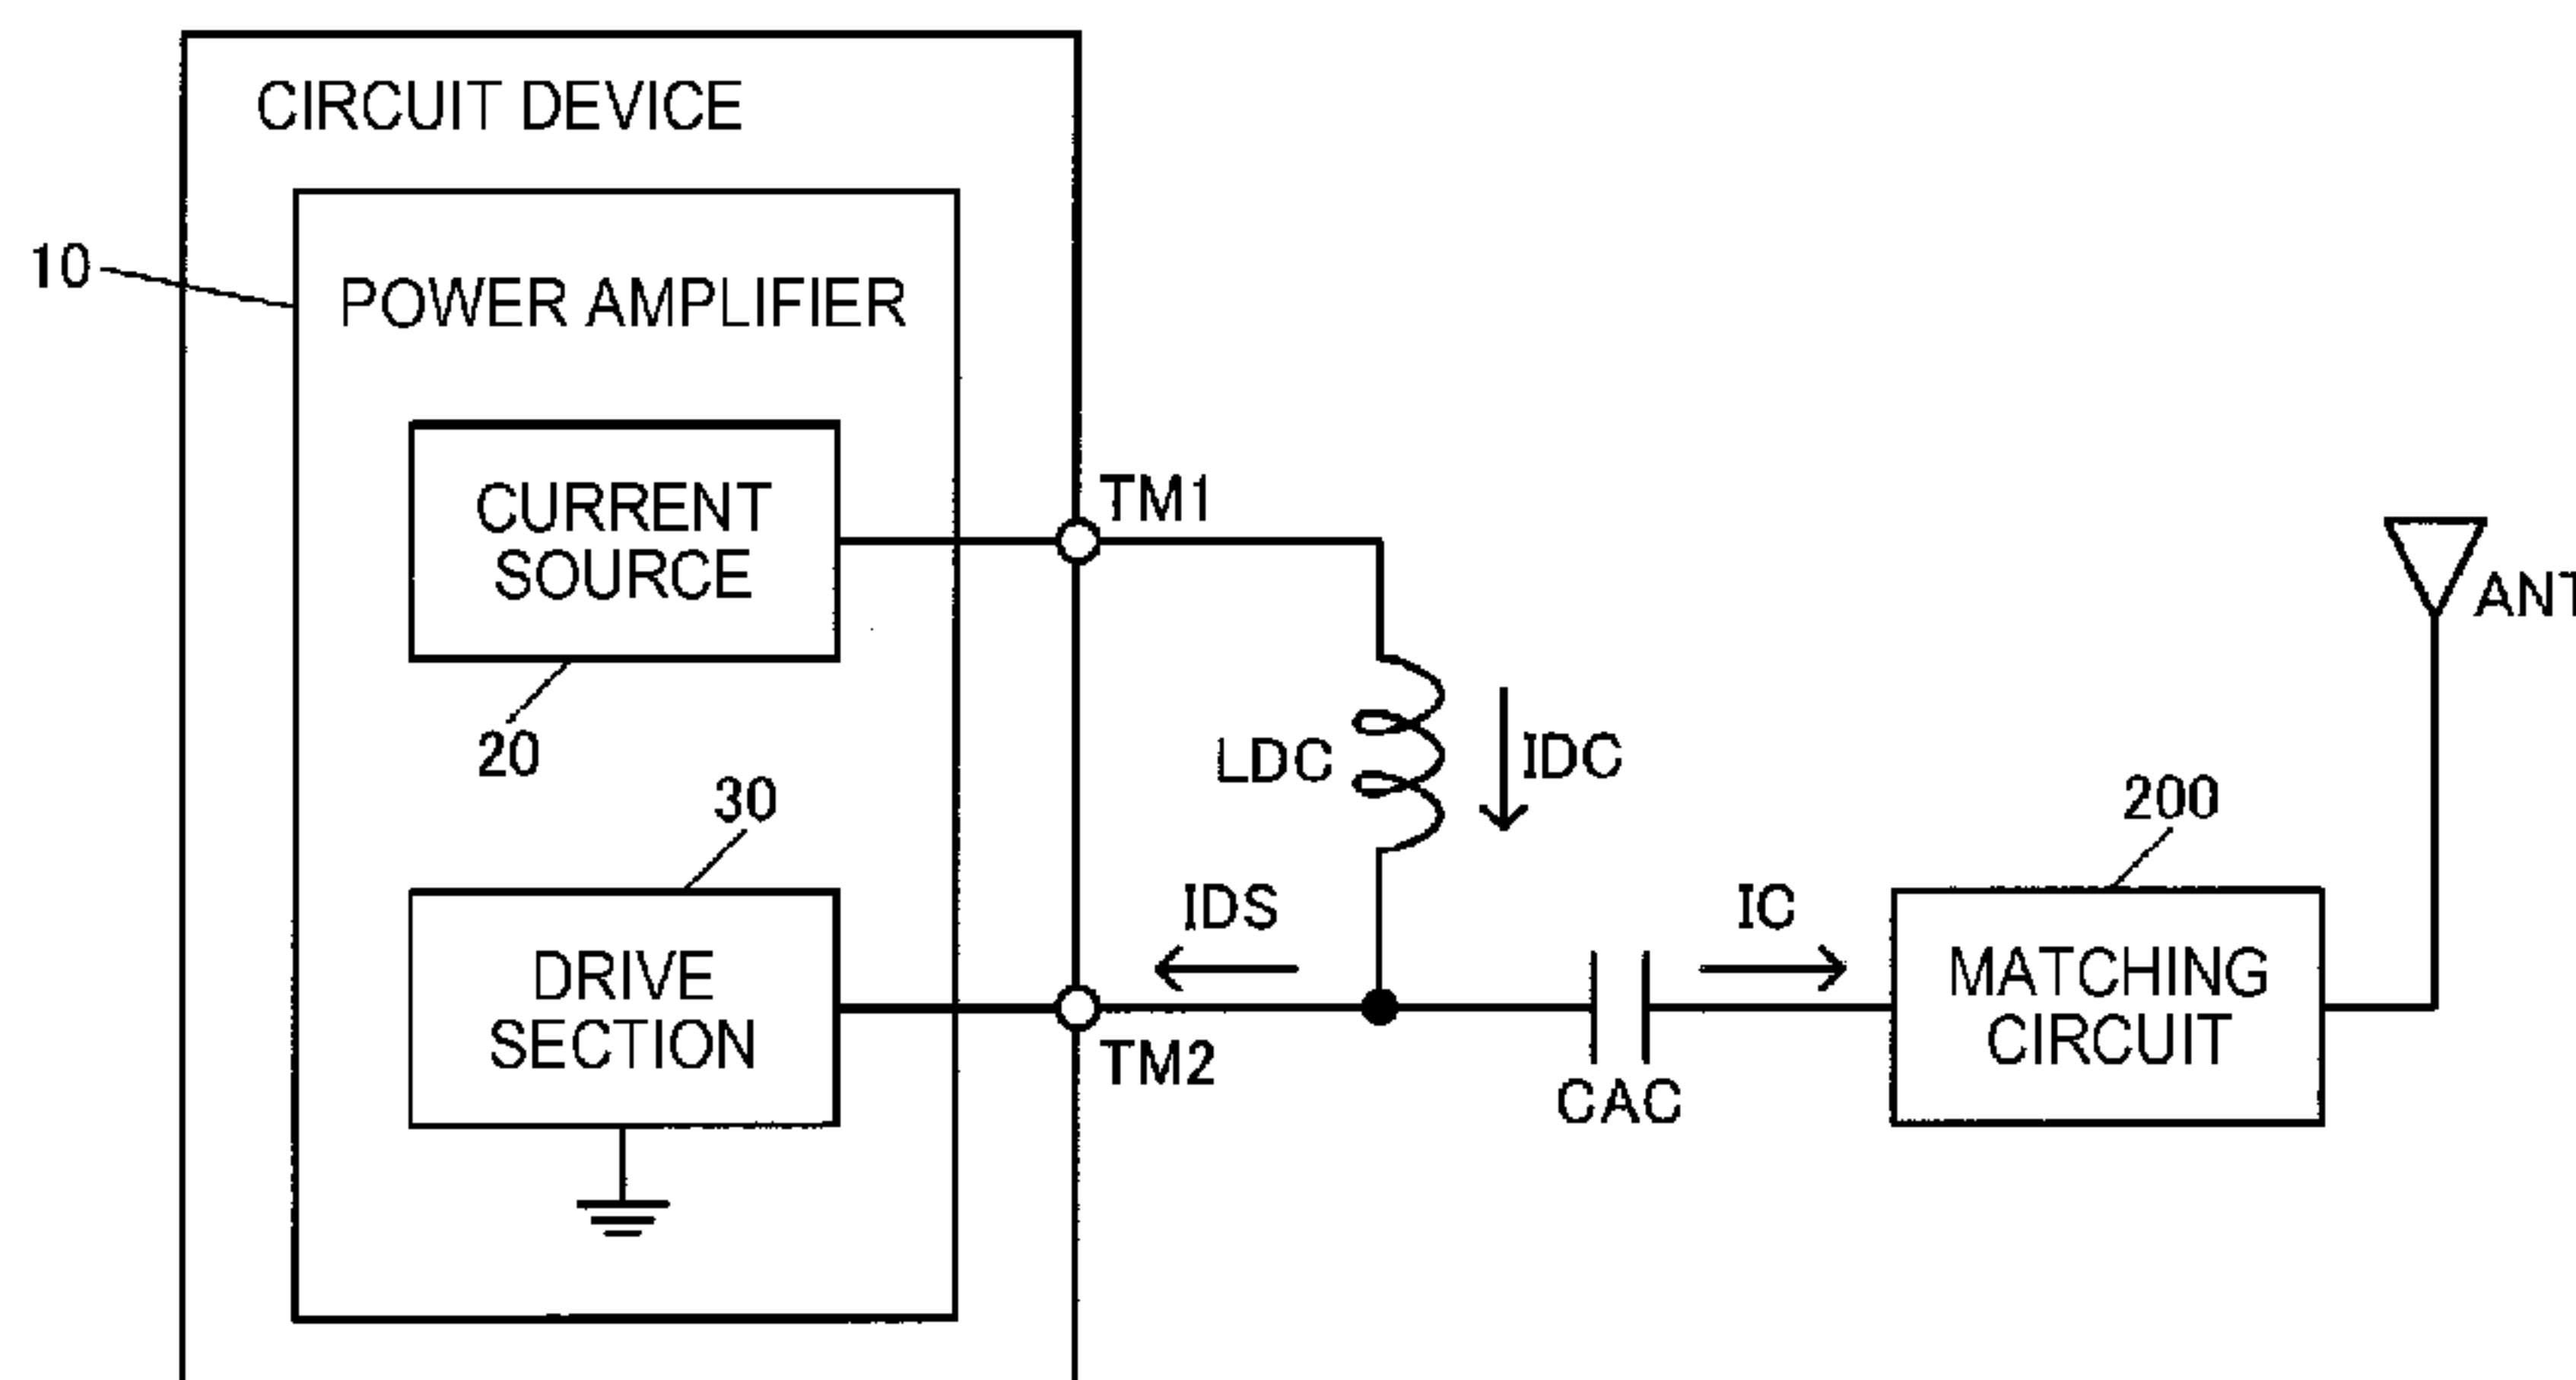 CIRCUIT DEVICE
10
POWER AMPLIFIER
CURRENT
SOURCE
TM1
ANT
20
LDC
IDC
30
200
IDS
IC
DRIVE
SECTION
MATCHING
CIRCUIT
TM2
CAC